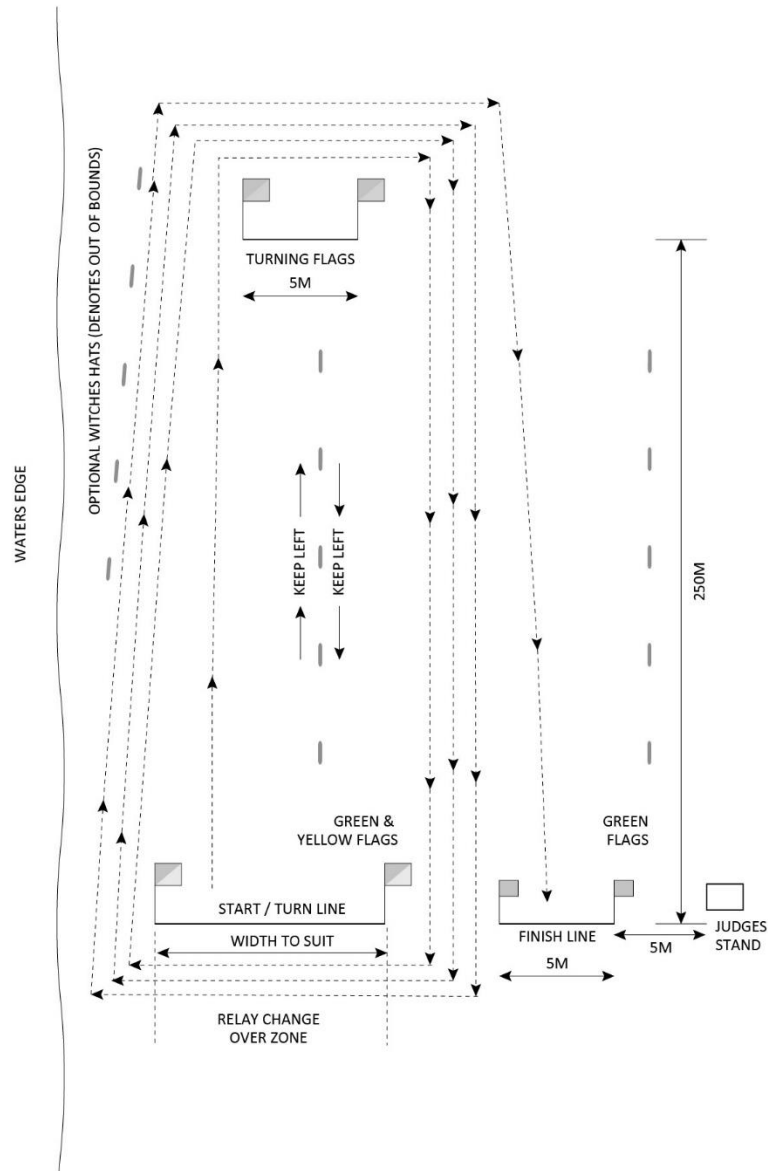 OPTIONAL WITCHES HATS (DENOTES OUT OF BOUNDS)
TURNING FLAGS
5M
WATERS EDGE
KEEP LEFT
KEEP LEFT
250M
GREEN &
YELLOW FLAGS
GREEN
FLAGS
START / TURN LINE
WIDTH TO SUIT
FINISH LINE
5M
5M
JUDGES
STAND
RELAY CHANGE
OVER ZONE